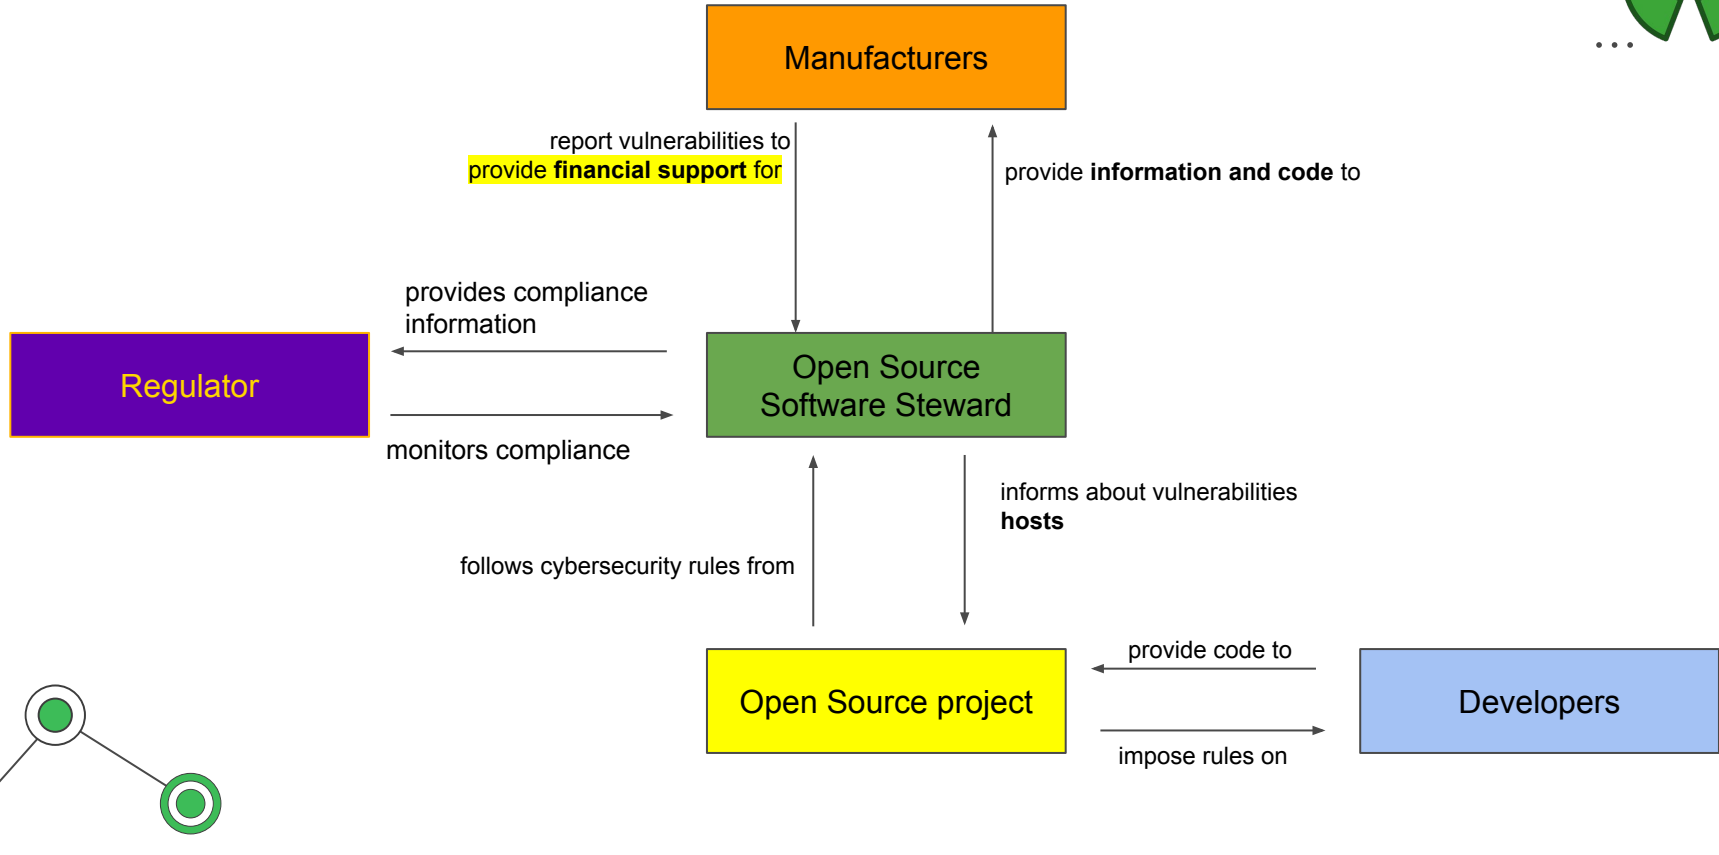 Manufacturers
report vulnerabilities to
provide financial support for
provide information and code to
provides compliance
information
Regulator
Open Source
Software Steward
monitors compliance
informs about vulnerabilities
hosts
follows cybersecurity rules from
provide code to
Open Source project
Developers
impose rules on